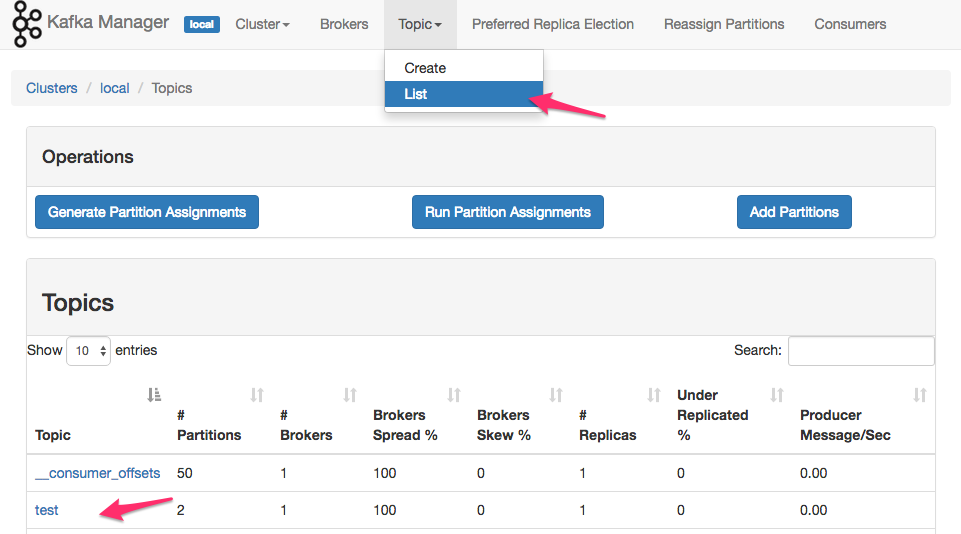 Kafka Manager local Cluster Brokers Topic Preferred Replica Election Reassign Partitions Consumers
Create
List
Clusters / local / Topics
Operations
Generate Partition Assignments Run Partition Assignments Add Partitions
Topics
Show 10 entries Search:
Topic # Partitions # Brokers Brokers Spread % Brokers Skew % # Replicas Under Replicated % Producer Message/Sec
__consumer_offsets 50 1 100 0 1 0 0.00
test 2 1 100 0 1 0 0.00